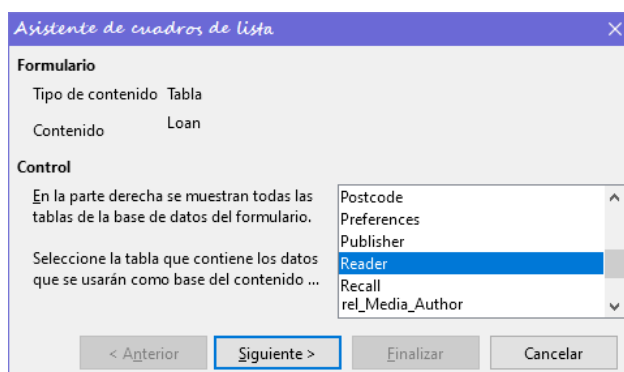 Asistente de cuadros de lista
Formulario
Tipo de contenido Tabla
Contenido Loan
Control
En la parte derecha se muestran todas las
tablas de la base de datos del formulario.
Seleccione la tabla que contiene los datos
que se usarán como base del contenido ...
Postcode
Preferences
Publisher
Reader
Recall
rel_Media_Author
< Anterior Siguiente > Finalizar Cancelar